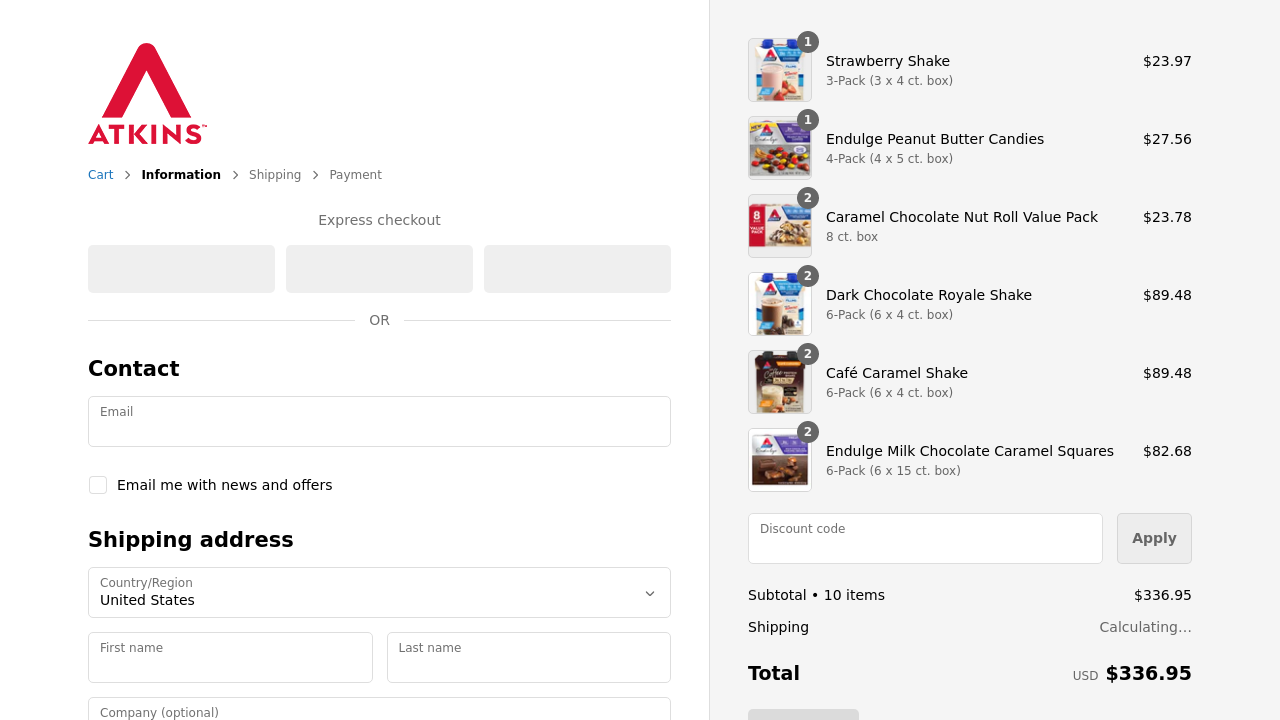 ATKINS™
Cart
Information
Shipping
Payment
Express checkout
OR
Contact
Email
Email me with news and offers
Shipping address
Country/Region
United States
First name
Last name
Company (optional)
1
Strawberry Shake
$23.97
3-Pack (3 x 4 ct. box)
1
Endulge Peanut Butter Candies
$27.56
4-Pack (4 x 5 ct. box)
2
Caramel Chocolate Nut Roll Value Pack
$23.78
8 ct. box
8
VALUE
PACK
2
Dark Chocolate Royale Shake
$89.48
6-Pack (6 x 4 ct. box)
2
Café Caramel Shake
$89.48
6-Pack (6 x 4 ct. box)
2
Endulge Milk Chocolate Caramel Squares
$82.68
6-Pack (6 x 15 ct. box)
Discount code
Apply
Subtotal • 10 items
$336.95
Shipping
Calculating...
Total
USD $336.95